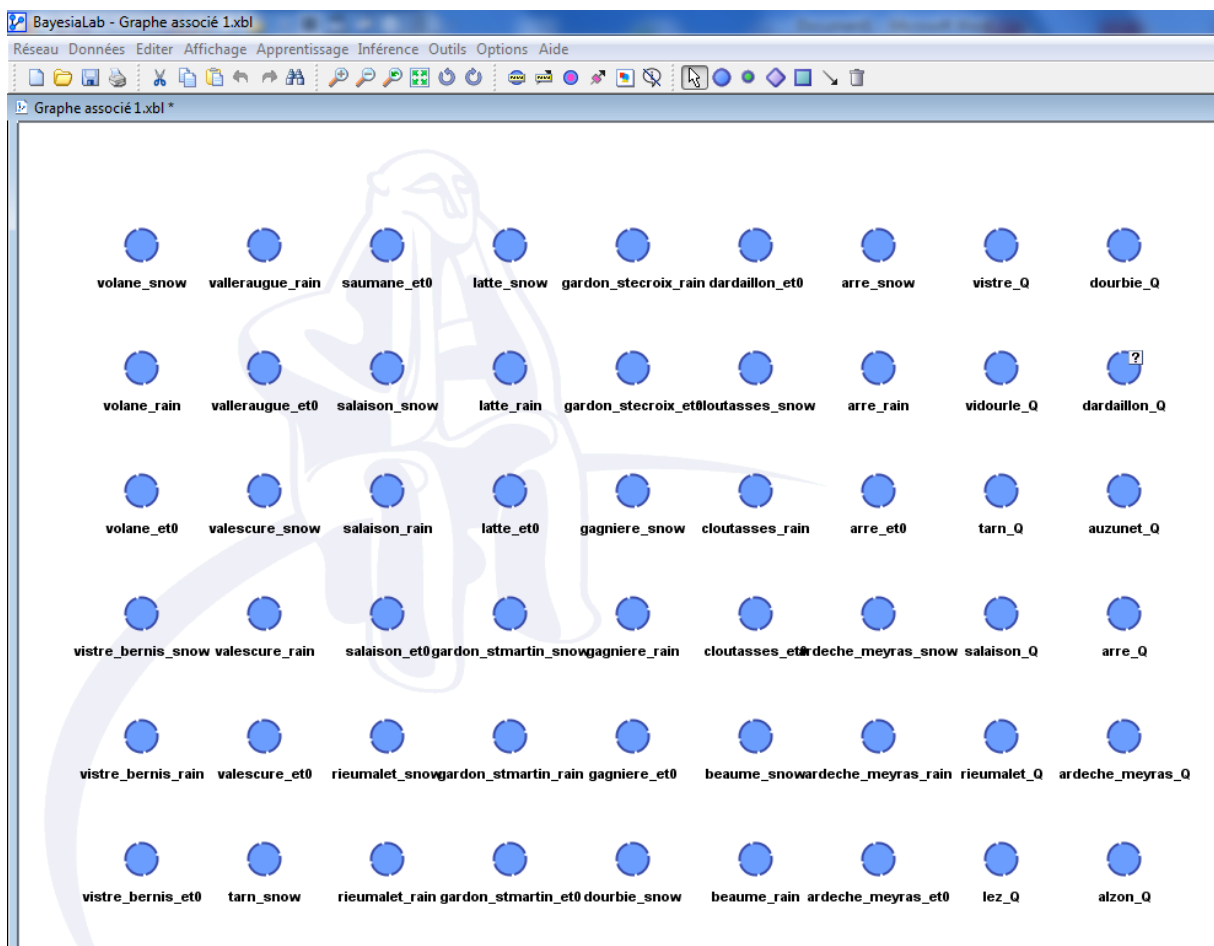 BayesiaLab - Graphe associé 1.xbl
Réseau Données Editer Affichage Apprentissage Inférence Outils Options Aide
Graphe associé 1.xbl *
volane_snow valleraugue_rain saumane_et0 latte_snow gardon_stecroix_rain dardaillon_et0 arre_snow vistre_Q dourbie_Q
?
volane_rain valleraugue_et0 salaison_snow latte_rain gardon_stecroix_et0 loutasses_snow arre_rain vidourle_Q dardaillon_Q
volane_et0 valescure_snow salaison_rain latte_et0 gagniere_snow cloutasses_rain arre_et0 tarn_Q auzunet_Q
vistre_bernis_snow valescure_rain salaison_et0 gardon_stmartin_snow gagniere_rain cloutasses_et0 ardeche_meyras_snow salaison_Q arre_Q
vistre_bernis_rain valescure_et0 rieumalet_snow gardon_stmartin_rain gagniere_et0 beaume_snow ardeche_meyras_rain rieumalet_Q ardeche_meyras_Q
vistre_bernis_et0 tarn_snow rieumalet_rain gardon_stmartin_et0 dourbie_snow beaume_rain ardeche_meyras_et0 lez_Q alzon_Q